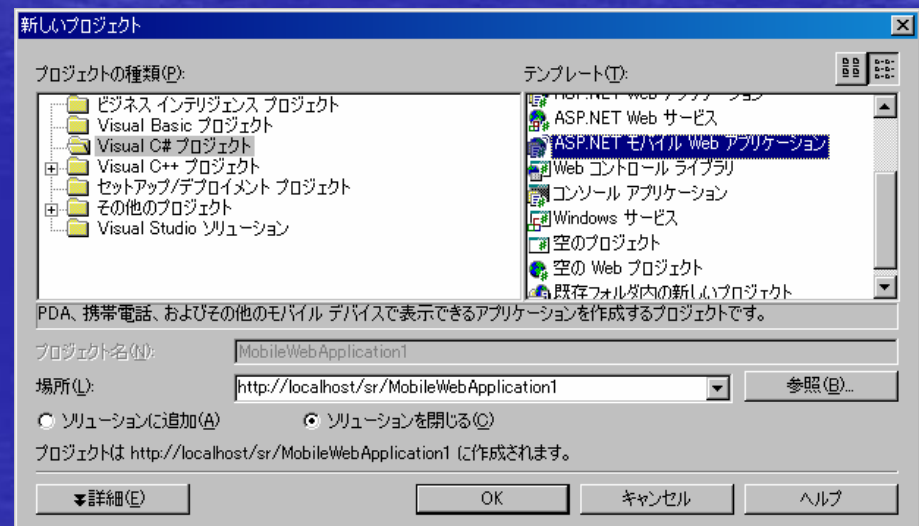 新しいプロジェクト
プロジェクトの種類(P):
テンプレート(T):
ビジネス インテリジェンス プロジェクト
Visual Basic プロジェクト
Visual C# プロジェクト
Visual C++ プロジェクト
セットアップ/デプロイメント プロジェクト
その他のプロジェクト
Visual Studio ソリューション
ASP.NET Web アプリケーション
ASP.NET Web サービス
ASP.NET モバイル Web アプリケーション
Web コントロール ライブラリ
コンソール アプリケーション
Windows サービス
空のプロジェクト
空の Web プロジェクト
既存フォルダ内の新しいプロジェクト
PDA、携帯電話、およびその他のモバイル デバイスで表示できるアプリケーションを作成するプロジェクトです。
プロジェクト名(N):
MobileWebApplication1
場所(L):
http://localhost/sr/MobileWebApplication1
参照(B)...
ソリューションに追加(A)
ソリューションを閉じる(C)
プロジェクトは http://localhost/sr/MobileWebApplication1 に作成されます。
詳細(E)
OK
キャンセル
ヘルプ